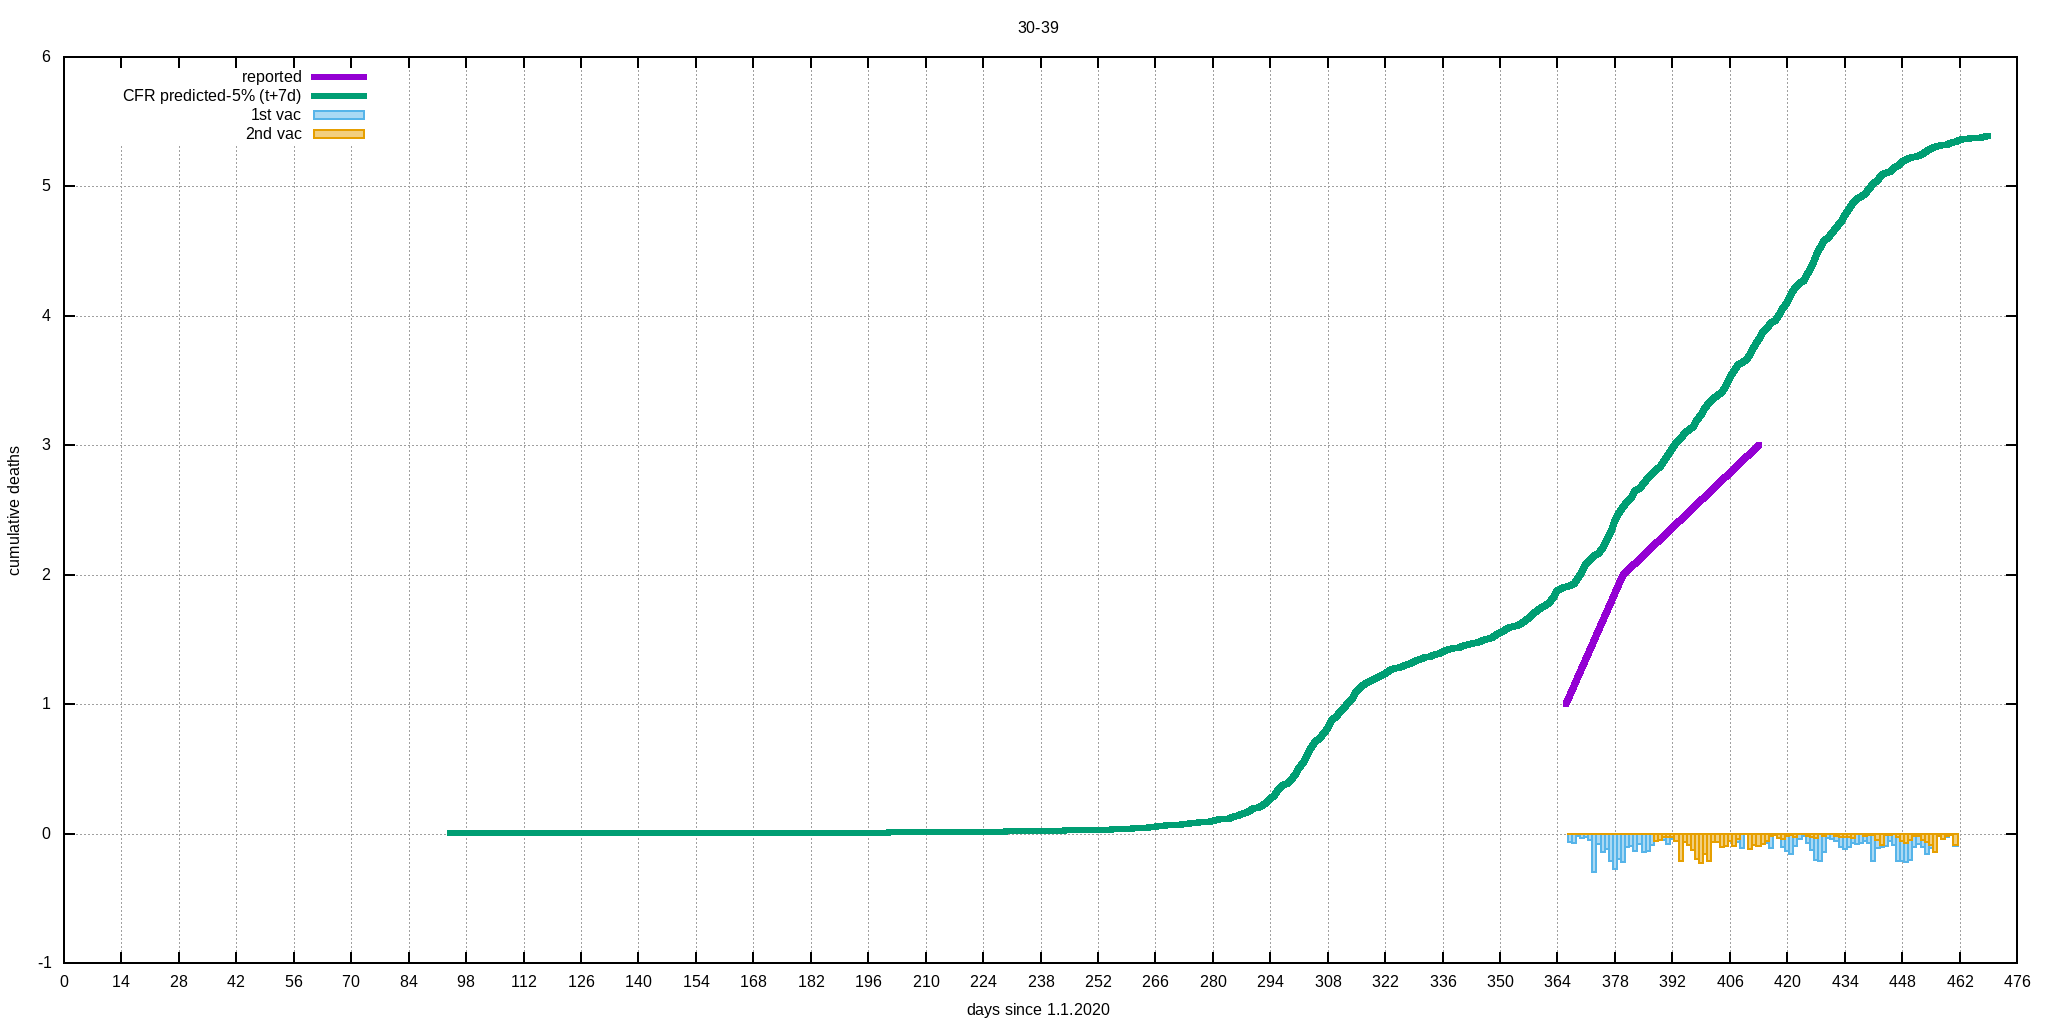 30-39
reported
CFR predicted-5% (t+7d)
1st vac
2nd vac
6
5
4
3
2
1
0
-1
cumulative deaths
0 14 28 42 56 70 84 98 112 126 140 154 168 182 196 210 224 238 252 266 280 294 308 322 336 350 364 378 392 406 420 434 448 462 476
days since 1.1.2020